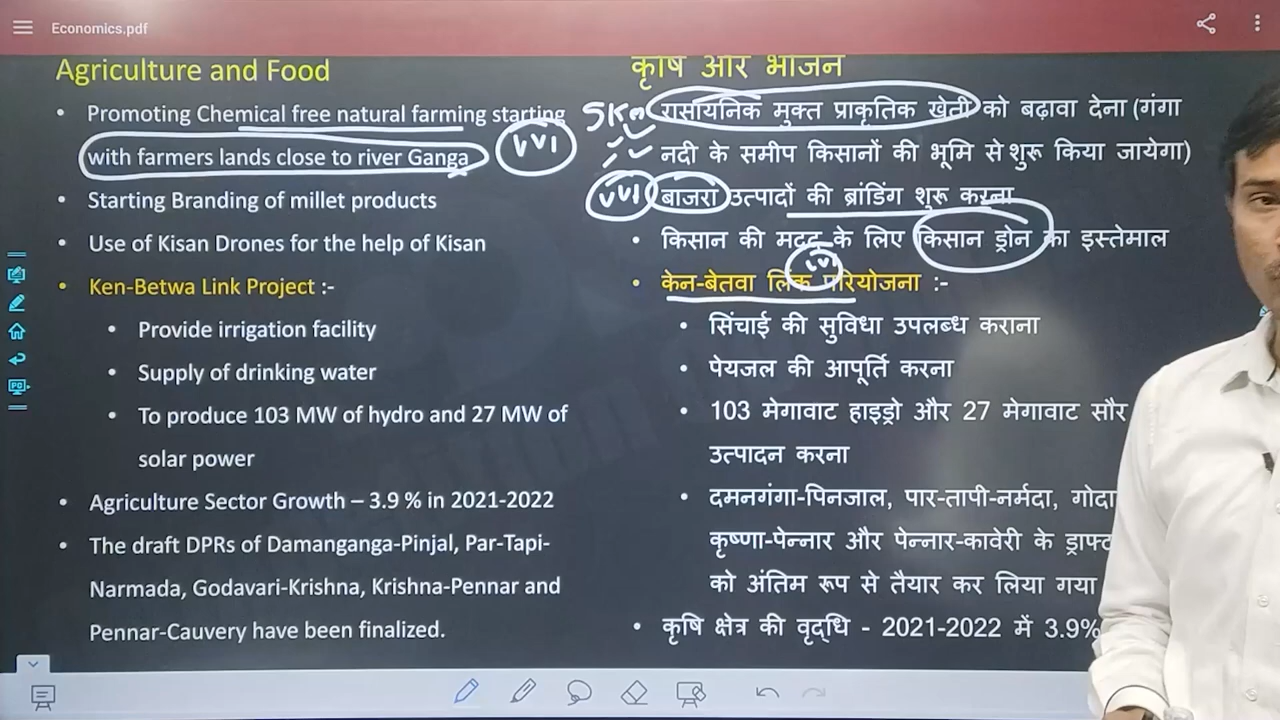 Economics.pdf
Agriculture and Food
• Promoting Chemical free natural farming starting
with farmers lands close to river Ganga
VVI
• Starting Branding of millet products
• Use of Kisan Drones for the help of Kisan
• Ken-Betwa Link Project :-
• Provide irrigation facility
• Supply of drinking water
• To produce 103 MW of hydro and 27 MW of
solar power
• Agriculture Sector Growth – 3.9 % in 2021-2022
• The draft DPRs of Damanganga-Pinjal, Par-Tapi-
Narmada, Godavari-Krishna, Krishna-Pennar and
Pennar-Cauvery have been finalized.
कृषि और भोजन
5Km
रासायनिक मुक्त प्राकृतिक खेती को बढ़ावा देना (गंगा
नदी के समीप किसानों की भूमि से शुरू किया जायेगा)
VVI
बाजरा उत्पादों की ब्रांडिंग शुरू करना
• किसान की मदद के लिए किसान ड्रोन का इस्तेमाल
VVI
• केन-बेतवा लिंक परियोजना :-
• सिंचाई की सुविधा उपलब्ध कराना
• पेयजल की आपूर्ति करना
• 103 मेगावाट हाइड्रो और 27 मेगावाट सौर
उत्पादन करना
• दमनगंगा-पिनजाल, पार-तापी-नर्मदा, गोदा
कृष्णा-पेन्नार और पेन्नार-कावेरी के ड्राफ्ट
को अंतिम रूप से तैयार कर लिया गया
• कृषि क्षेत्र की वृद्धि - 2021-2022 में 3.9%